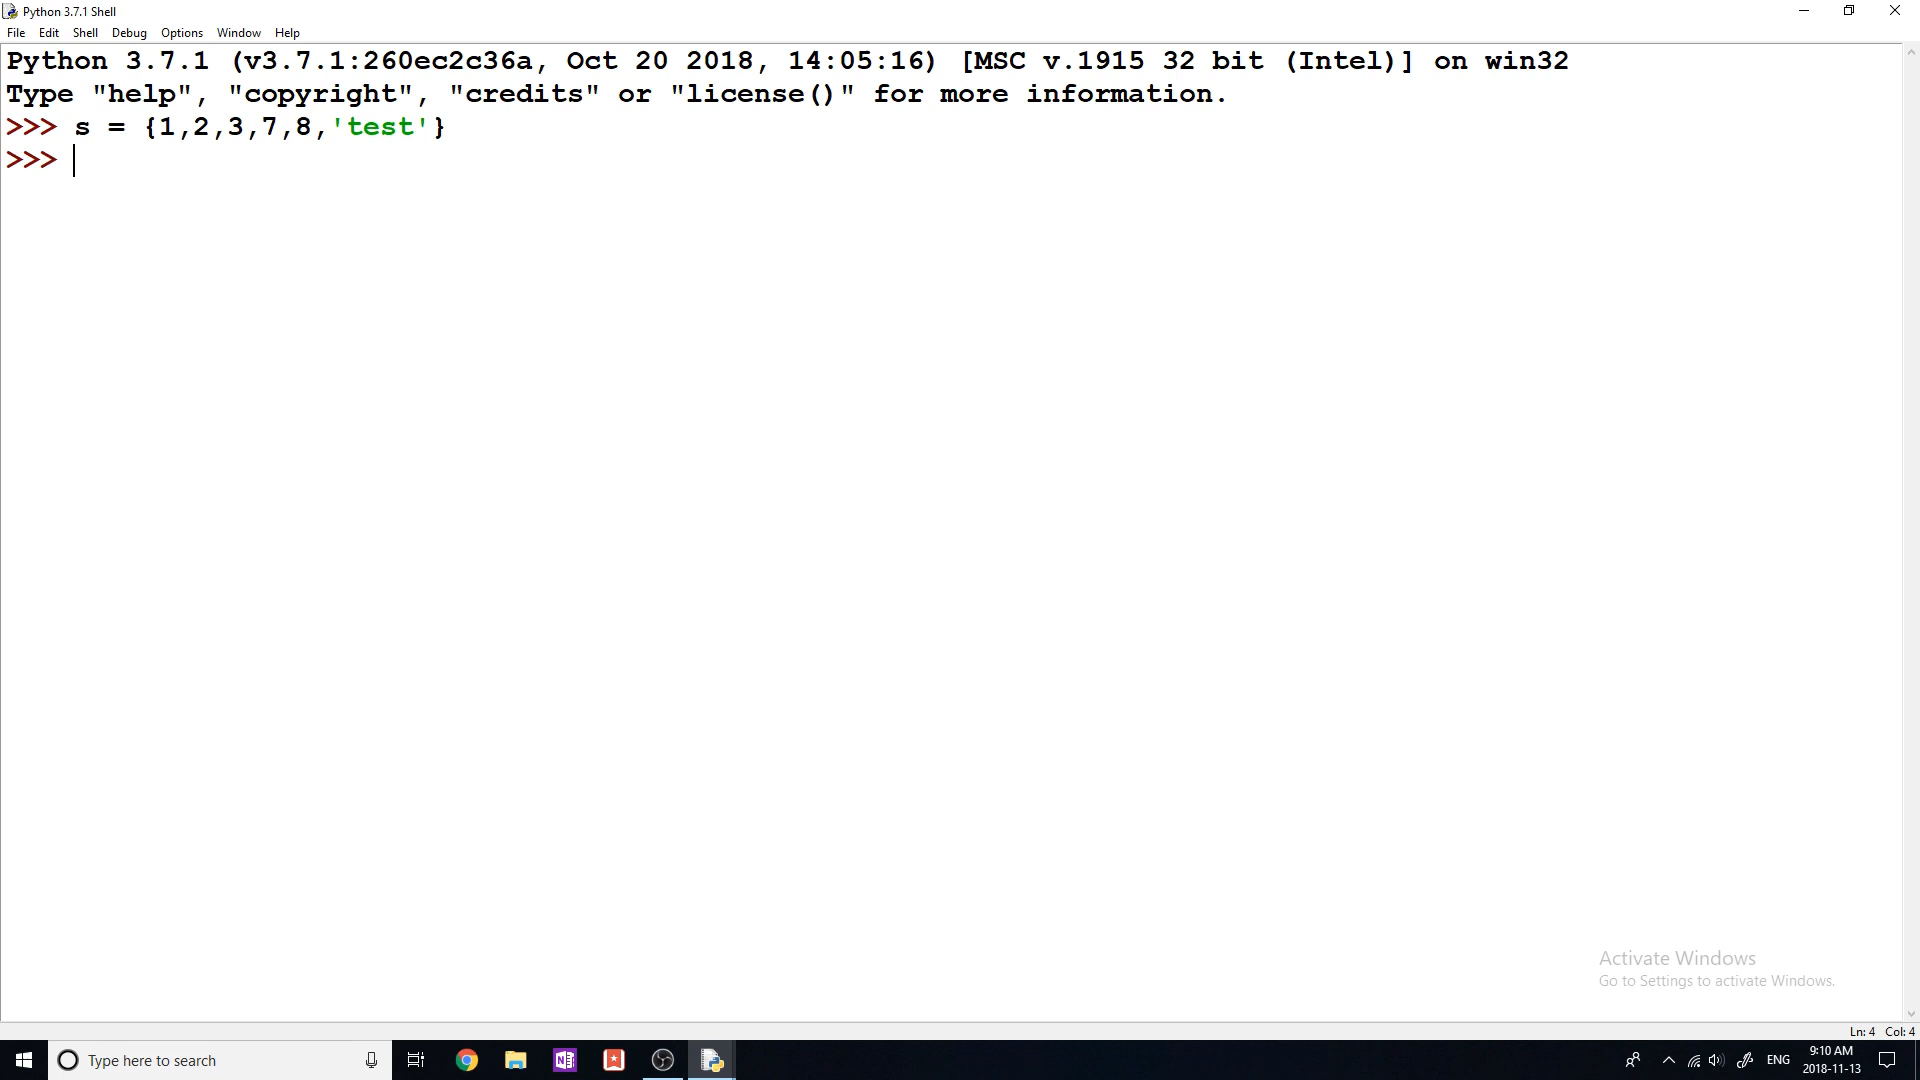 Python 3.7.1 Shell
File Edit Shell Debug Options Window Help
Python 3.7.1 (v3.7.1:260ec2c36a, Oct 20 2018, 14:05:16) [MSC v.1915 32 bit (Intel)] on win32
Type "help", "copyright", "credits" or "license()" for more information.
>>> s = {1,2,3,7,8,'test'}
>>>
Activate Windows
Go to Settings to activate Windows.
Ln: 4 Col: 4
Type here to search
N
ENG
9:10 AM
2018-11-13